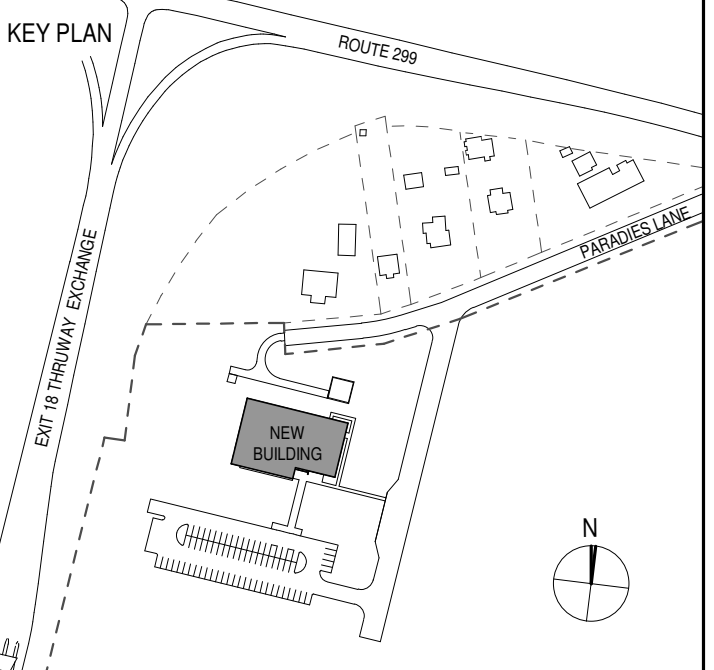 KEY PLAN
ROUTE 299
PARADIES LANE
EXIT 18 THRUWAY EXCHANGE
NEW
BUILDING
N